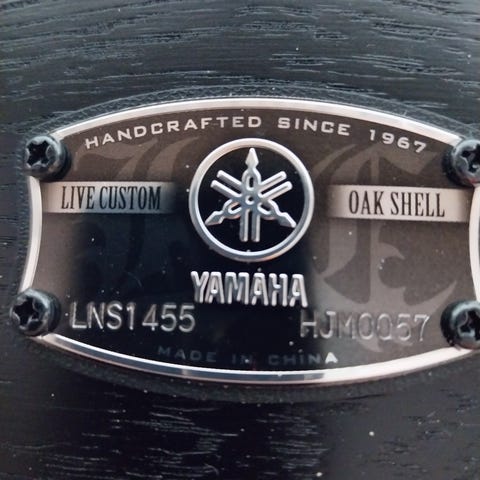 HANDCRAFTED SINCE 1967
LIVE CUSTOM OAK SHELL
YAMAHA
LNS1455 HJM0057
MADE IN CHINA